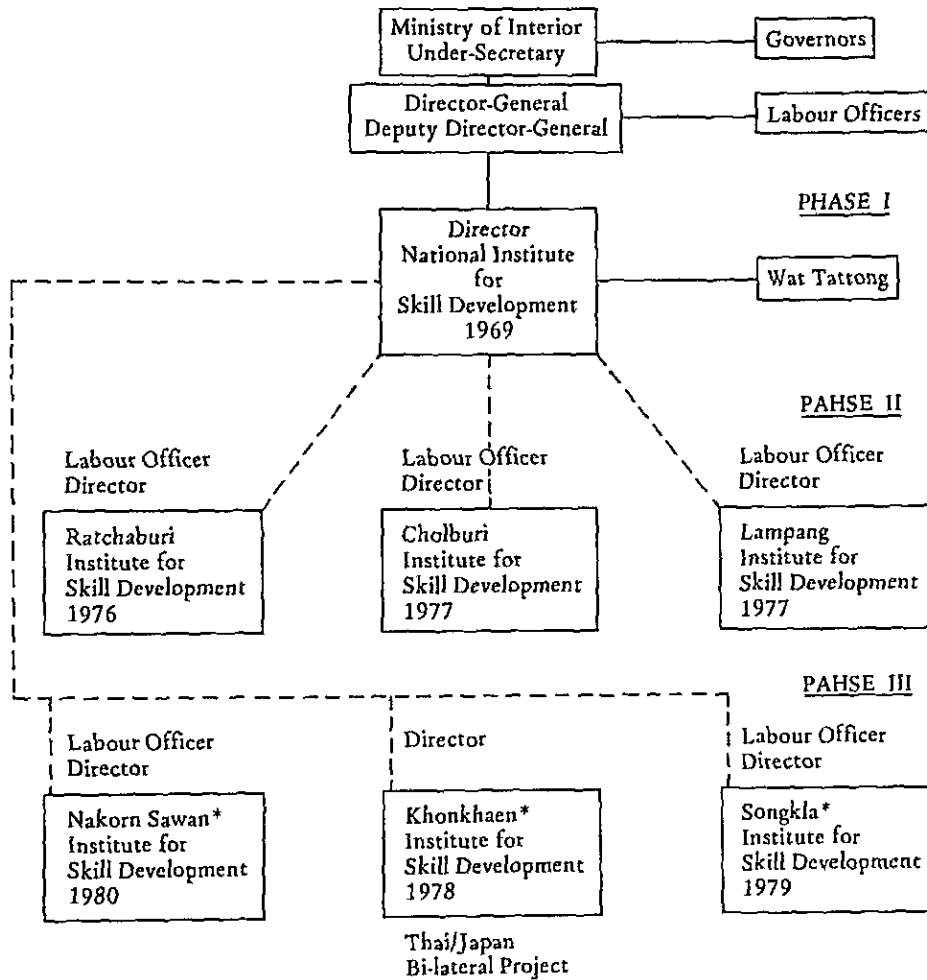 Ministry of Interior
Under-Secretary
Governors
Director-General
Deputy Director-General
Labour Officers
PHASE I
Director
National Institute
for
Skill Development
1969
Wat Tattong
PAHSE II
Labour Officer
Director
Ratchaburi
Institute for
Skill Development
1976
Labour Officer
Director
Cholburi
Institute for
Skill Development
1977
Labour Officer
Director
Lampang
Institute for
Skill Development
1977
PAHSE III
Labour Officer
Director
Nakorn Sawan*
Institute for
Skill Development
1980
Director
Khonkhaen*
Institute for
Skill Development
1978
Thai/Japan
Bi-lateral Project
Labour Officer
Director
Songkla*
Institute for
Skill Development
1979